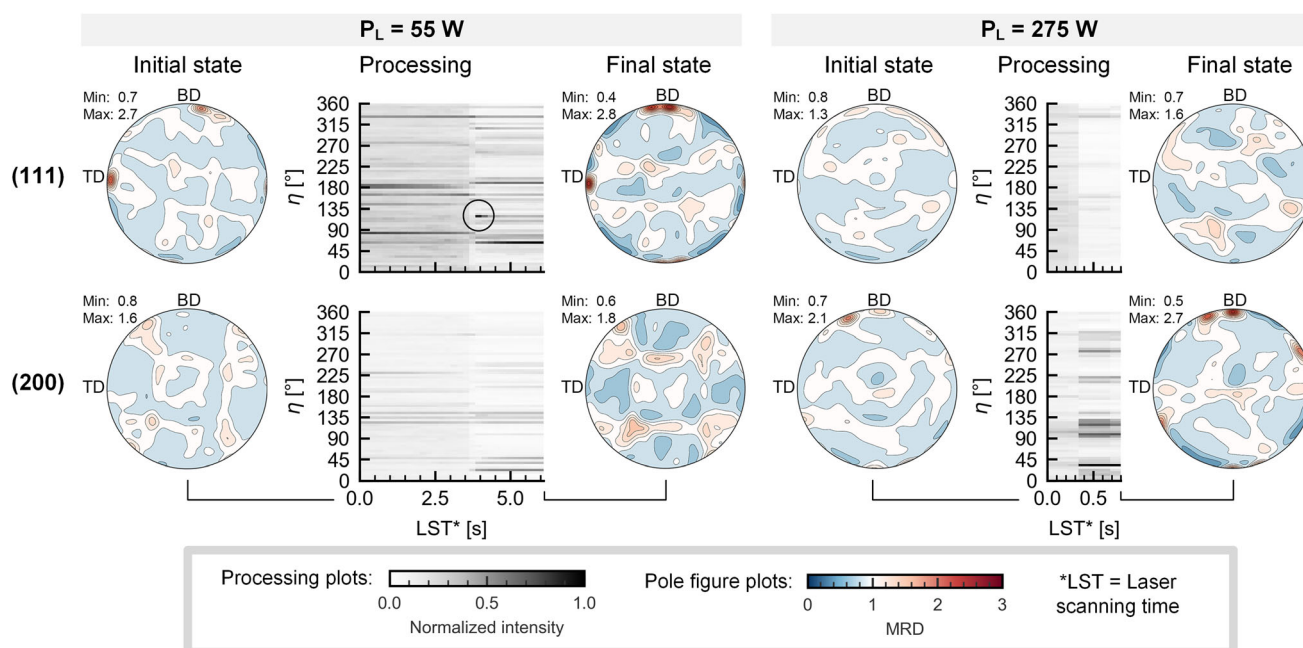 P_L = 55 W
P_L = 275 W
Initial state Processing Final state Initial state Processing Final state
(111)
Min: 0.7
Max: 2.7
BD
TD
360
315
270
225
180
135
90
45
0
η [°]
Min: 0.4
Max: 2.8
BD
TD
Min: 0.8
Max: 1.3
BD
TD
360
315
270
225
180
135
90
45
0
η [°]
Min: 0.7
Max: 1.6
BD
TD
(200)
Min: 0.8
Max: 1.6
BD
TD
360
315
270
225
180
135
90
45
0
η [°]
0.0 2.5 5.0
LST* [s]
Min: 0.6
Max: 1.8
BD
TD
Min: 0.7
Max: 2.1
BD
TD
360
315
270
225
180
135
90
45
0
η [°]
0.0 0.5
LST* [s]
Min: 0.5
Max: 2.7
BD
TD
Processing plots:
0.0 0.5 1.0
Normalized intensity
Pole figure plots:
0 1 2 3
MRD
*LST = Laser
scanning time